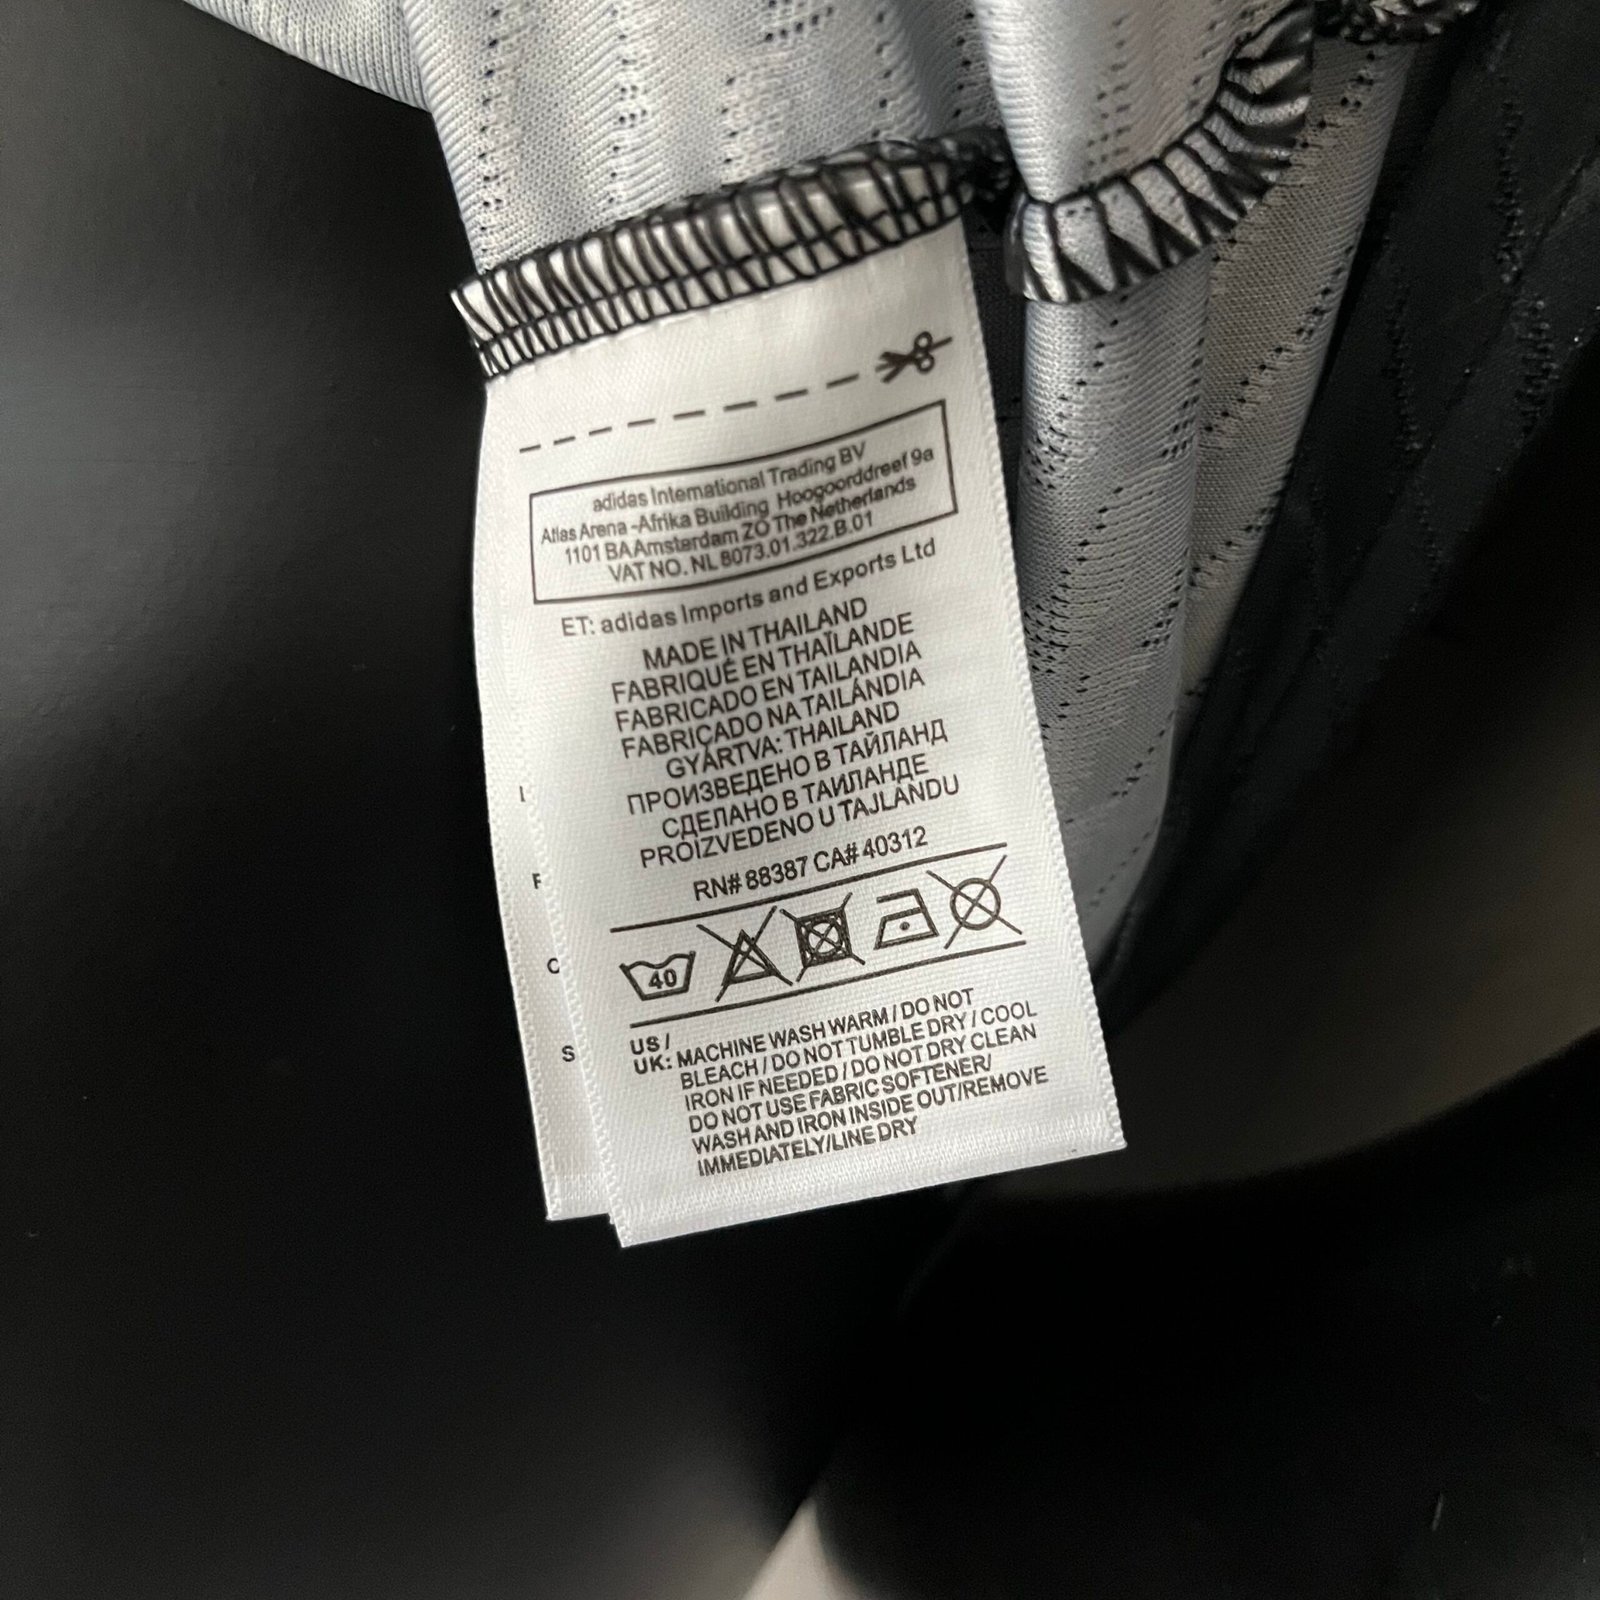 adidas International Trading BV
Atlas Arena -Afrika Building Hoogoorddreef 9a
1101 BA Amsterdam ZO The Netherlands
VAT NO. NL 8073.01.322.B.01
ET: adidas Imports and Exports Ltd
MADE IN THAILAND
FABRIQUÉ EN THAÏLANDE
FABRICADO EN TAILANDIA
FABRICADO NA TAILÂNDIA
GYÁRTVA: THAILAND
ПРОИЗВЕДЕНО В ТАЙЛАНД
СДЕЛАНО В ТАИЛАНДЕ
PROIZVEDENO U TAJLANDU
RN# 88387 CA# 40312
40
US /
UK: MACHINE WASH WARM / DO NOT
BLEACH / DO NOT TUMBLE DRY / COOL
IRON IF NEEDED / DO NOT DRY CLEAN
DO NOT USE FABRIC SOFTENER/
WASH AND IRON INSIDE OUT/REMOVE
IMMEDIATELY/LINE DRY